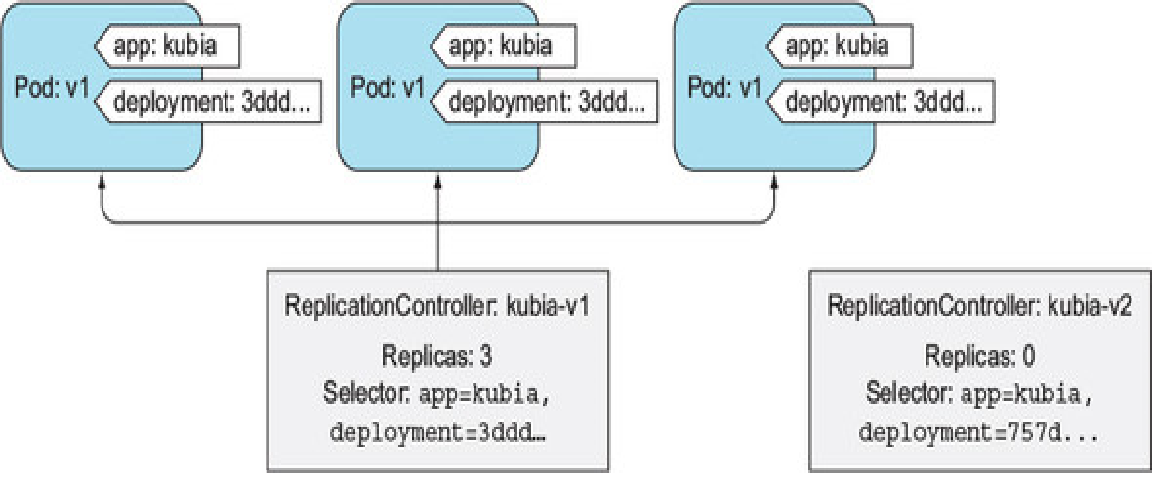 app: kubia
Pod: v1
deployment: 3ddd...
app: kubia
Pod: v1
deployment: 3ddd...
app: kubia
Pod: v1
deployment: 3ddd...
ReplicationController: kubia-v1
Replicas: 3
Selector: app=kubia,
deployment=3ddd…
ReplicationController: kubia-v2
Replicas: 0
Selector: app=kubia,
deployment=757d...